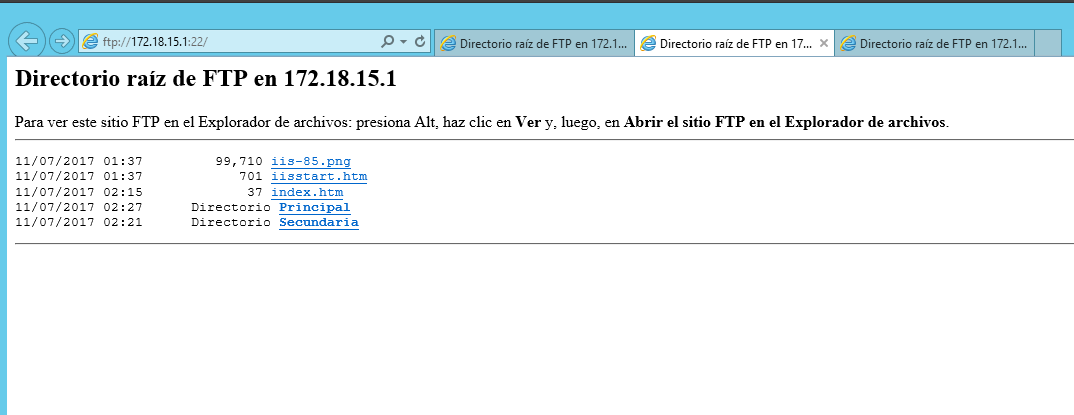 ftp://172.18.15.1:22/
Directorio raíz de FTP en 172.1...
Directorio raíz de FTP en 17...
Directorio raíz de FTP en 172.1...
Directorio raíz de FTP en 172.18.15.1
Para ver este sitio FTP en el Explorador de archivos: presiona Alt, haz clic en Ver y, luego, en Abrir el sitio FTP en el Explorador de archivos.
11/07/2017 01:37 99,710 iis-85.png
11/07/2017 01:37 701 iisstart.htm
11/07/2017 02:15 37 index.htm
11/07/2017 02:27 Directorio Principal
11/07/2017 02:21 Directorio Secundaria